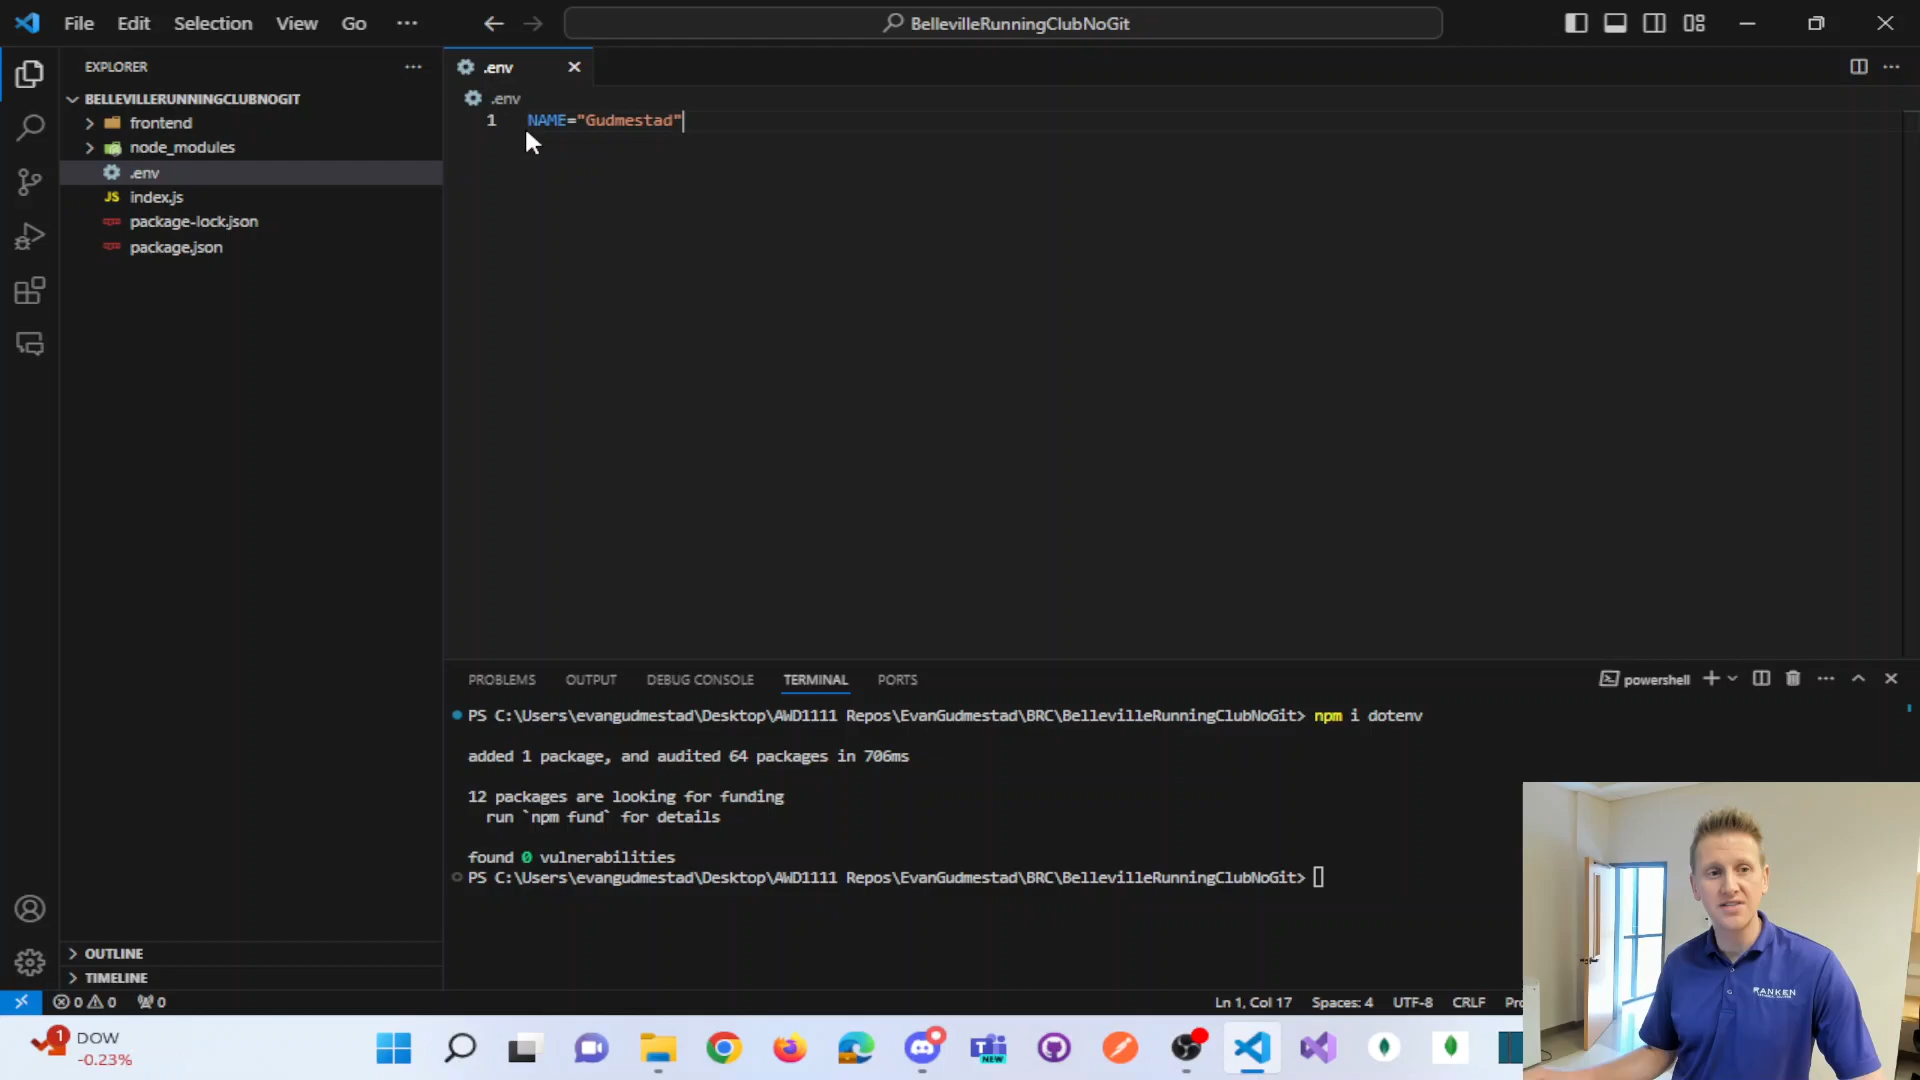 File Edit Selection View Go ···
BellevilleRunningClubNoGit
EXPLORER
BELLEVILLERUNNINGCLUBNOGIT
frontend
node_modules
.env
index.js
package-lock.json
package.json
OUTLINE
TIMELINE
.env
.env
1 NAME="Gudmestad"
PROBLEMS OUTPUT DEBUG CONSOLE TERMINAL PORTS
powershell
PS C:\Users\evangudmestad\Desktop\AWD1111 Repos\EvanGudmestad\BRC\BellevilleRunningClubNoGit> npm i dotenv
added 1 package, and audited 64 packages in 706ms
12 packages are looking for funding
run `npm fund` for details
found 0 vulnerabilities
PS C:\Users\evangudmestad\Desktop\AWD1111 Repos\EvanGudmestad\BRC\BellevilleRunningClubNoGit>
RANKEN
0 0 0
Ln 1, Col 17 Spaces: 4 UTF-8 CRLF
1 DOW
-0.23%
NEW